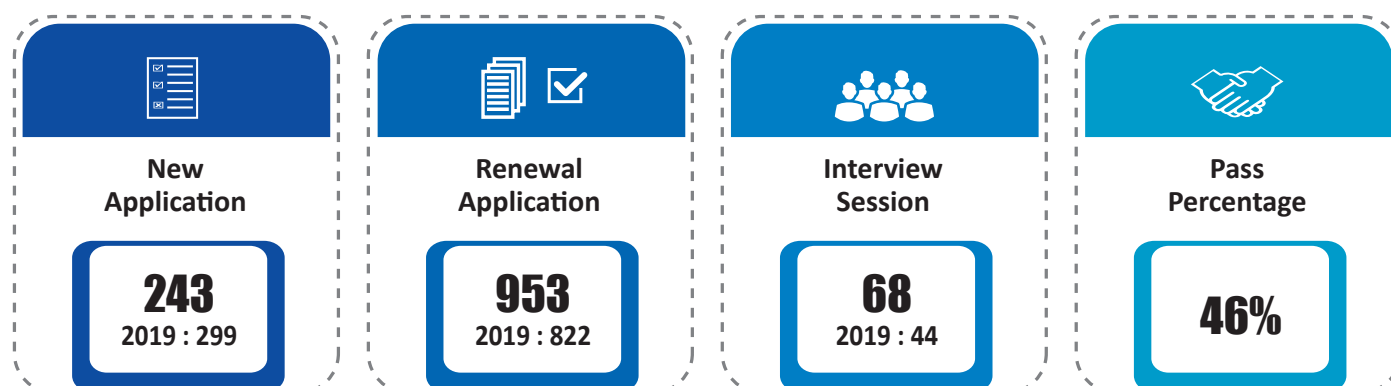 New
Application
243
2019 : 299
Renewal
Application
953
2019 : 822
Interview
Session
68
2019 : 44
Pass
Percentage
46%